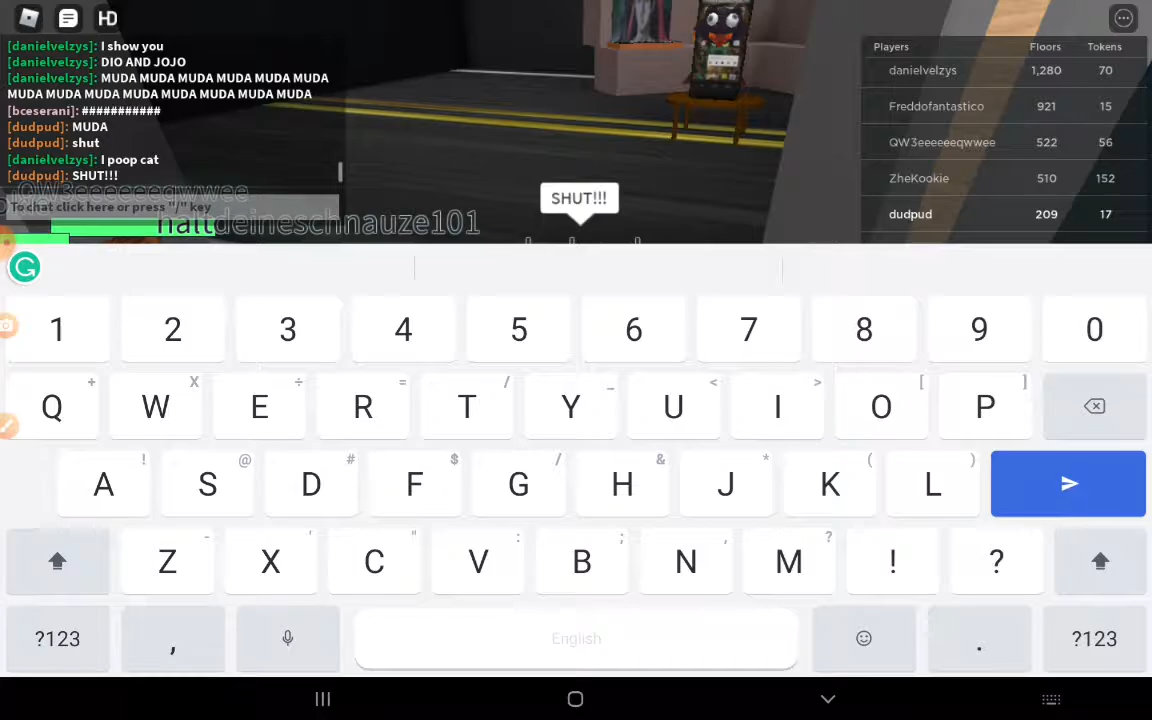 HD
[danielvelzys]: I show you
[danielvelzys]: DIO AND JOJO
[danielvelzys]: MUDA MUDA MUDA MUDA MUDA MUDA
MUDA MUDA MUDA MUDA MUDA MUDA MUDA MUDA
[bceserani]: ###########
[dudpud]: MUDA
[dudpud]: shut
[danielvelzys]: I poop cat
[dudpud]: SHUT!!!
QW3eeeeeeqwwee
To chat click here or press "/" key
haltdeineschnauze101
SHUT!!!
Players Floors Tokens
danielvelzys 1,280 70
Freddofantastico 921 15
QW3eeeeeeqwwee 522 56
ZheKookie 510 152
dudpud 209 17
1 2 3 4 5 6 7 8 9 0
+ X ÷ = / _ < > [ ]
Q W E R T Y U I O P
! @ # $ / & * ( )
A S D F G H J K L
- ' " : ; , ?
Z X C V B N M ! ?
?123 , English . ?123